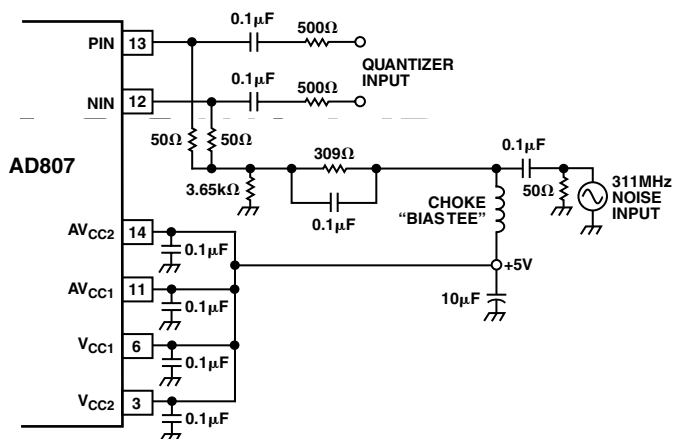 0.1μF
500Ω
PIN
13
QUANTIZER
INPUT
0.1μF
500Ω
NIN
12
50Ω
50Ω
309Ω
0.1μF
AD807
3.65kΩ
0.1μF
CHOKE
"BIAS TEE"
50Ω
311MHz
NOISE
INPUT
AVCC2
14
0.1μF
+5V
AVCC1
11
0.1μF
10μF
VCC1
6
0.1μF
VCC2
3
0.1μF